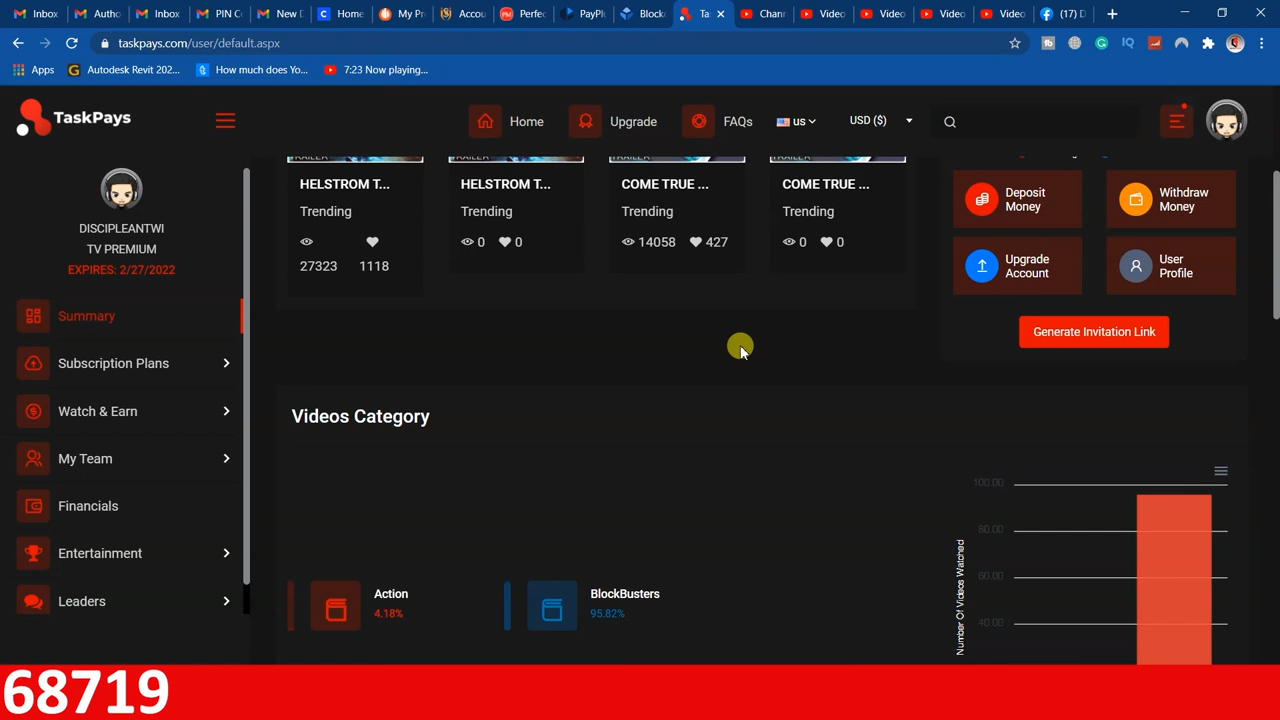 Inbox
Autho
Inbox
PIN C
New D
Home
My Pr
Accou
Perfec
PayPl
Block
Ta
Chann
Video
Video
Video
Video
(17) D
taskpays.com/user/default.aspx
Apps
Autodesk Revit 202...
How much does Yo...
7:23 Now playing...
TaskPays
Home
Upgrade
FAQs
us
USD ($)
DISCIPLEANTWI
TV PREMIUM
EXPIRES: 2/27/2022
Summary
Subscription Plans
Watch & Earn
My Team
Financials
Entertainment
Leaders
HELSTROM T...
Trending
27323
1118
HELSTROM T...
Trending
0 0
COME TRUE ...
Trending
14058 427
COME TRUE ...
Trending
0 0
Deposit
Money
Withdraw
Money
Upgrade
Account
User
Profile
Generate Invitation Link
Videos Category
Action
4.18%
BlockBusters
95.82%
100.00
80.00
60.00
40.00
Number Of Videos Watched
68719